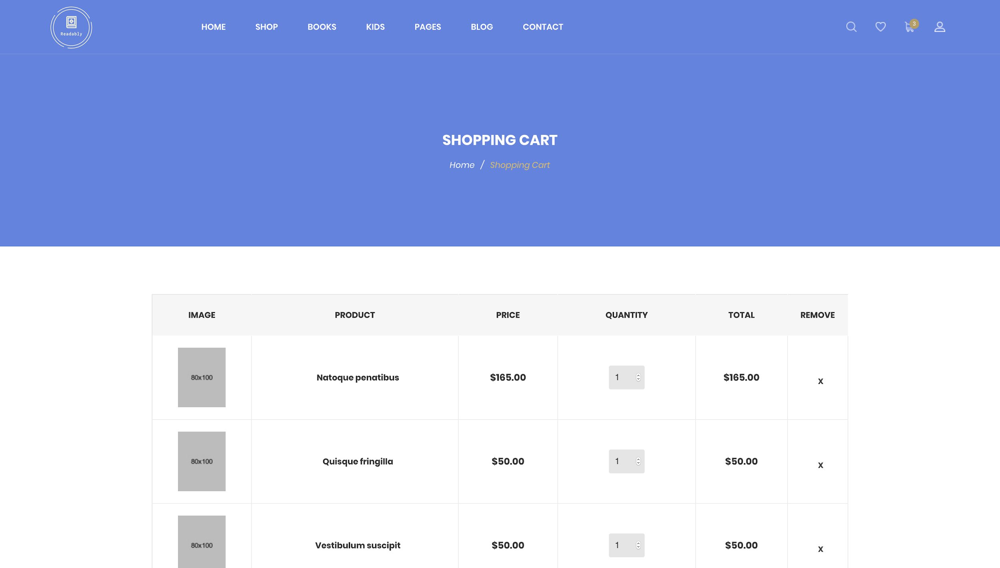 Readably
HOME SHOP BOOKS KIDS PAGES BLOG CONTACT
3
SHOPPING CART
Home / Shopping Cart
IMAGE PRODUCT PRICE QUANTITY TOTAL REMOVE
80x100 Natoque penatibus $165.00 1 $165.00 x
80x100 Quisque fringilla $50.00 1 $50.00 x
80x100 Vestibulum suscipit $50.00 1 $50.00 x